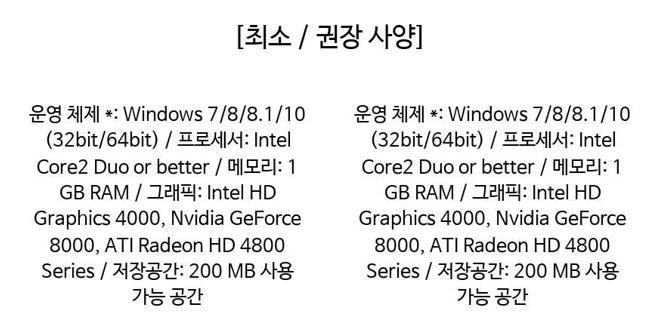 [최소 / 권장 사양]
운영 체제 *: Windows 7/8/8.1/10
(32bit/64bit) / 프로세서: Intel
Core2 Duo or better / 메모리: 1
GB RAM / 그래픽: Intel HD
Graphics 4000, Nvidia GeForce
8000, ATI Radeon HD 4800
Series / 저장공간: 200 MB 사용
가능 공간
운영 체제 *: Windows 7/8/8.1/10
(32bit/64bit) / 프로세서: Intel
Core2 Duo or better / 메모리: 1
GB RAM / 그래픽: Intel HD
Graphics 4000, Nvidia GeForce
8000, ATI Radeon HD 4800
Series / 저장공간: 200 MB 사용
가능 공간